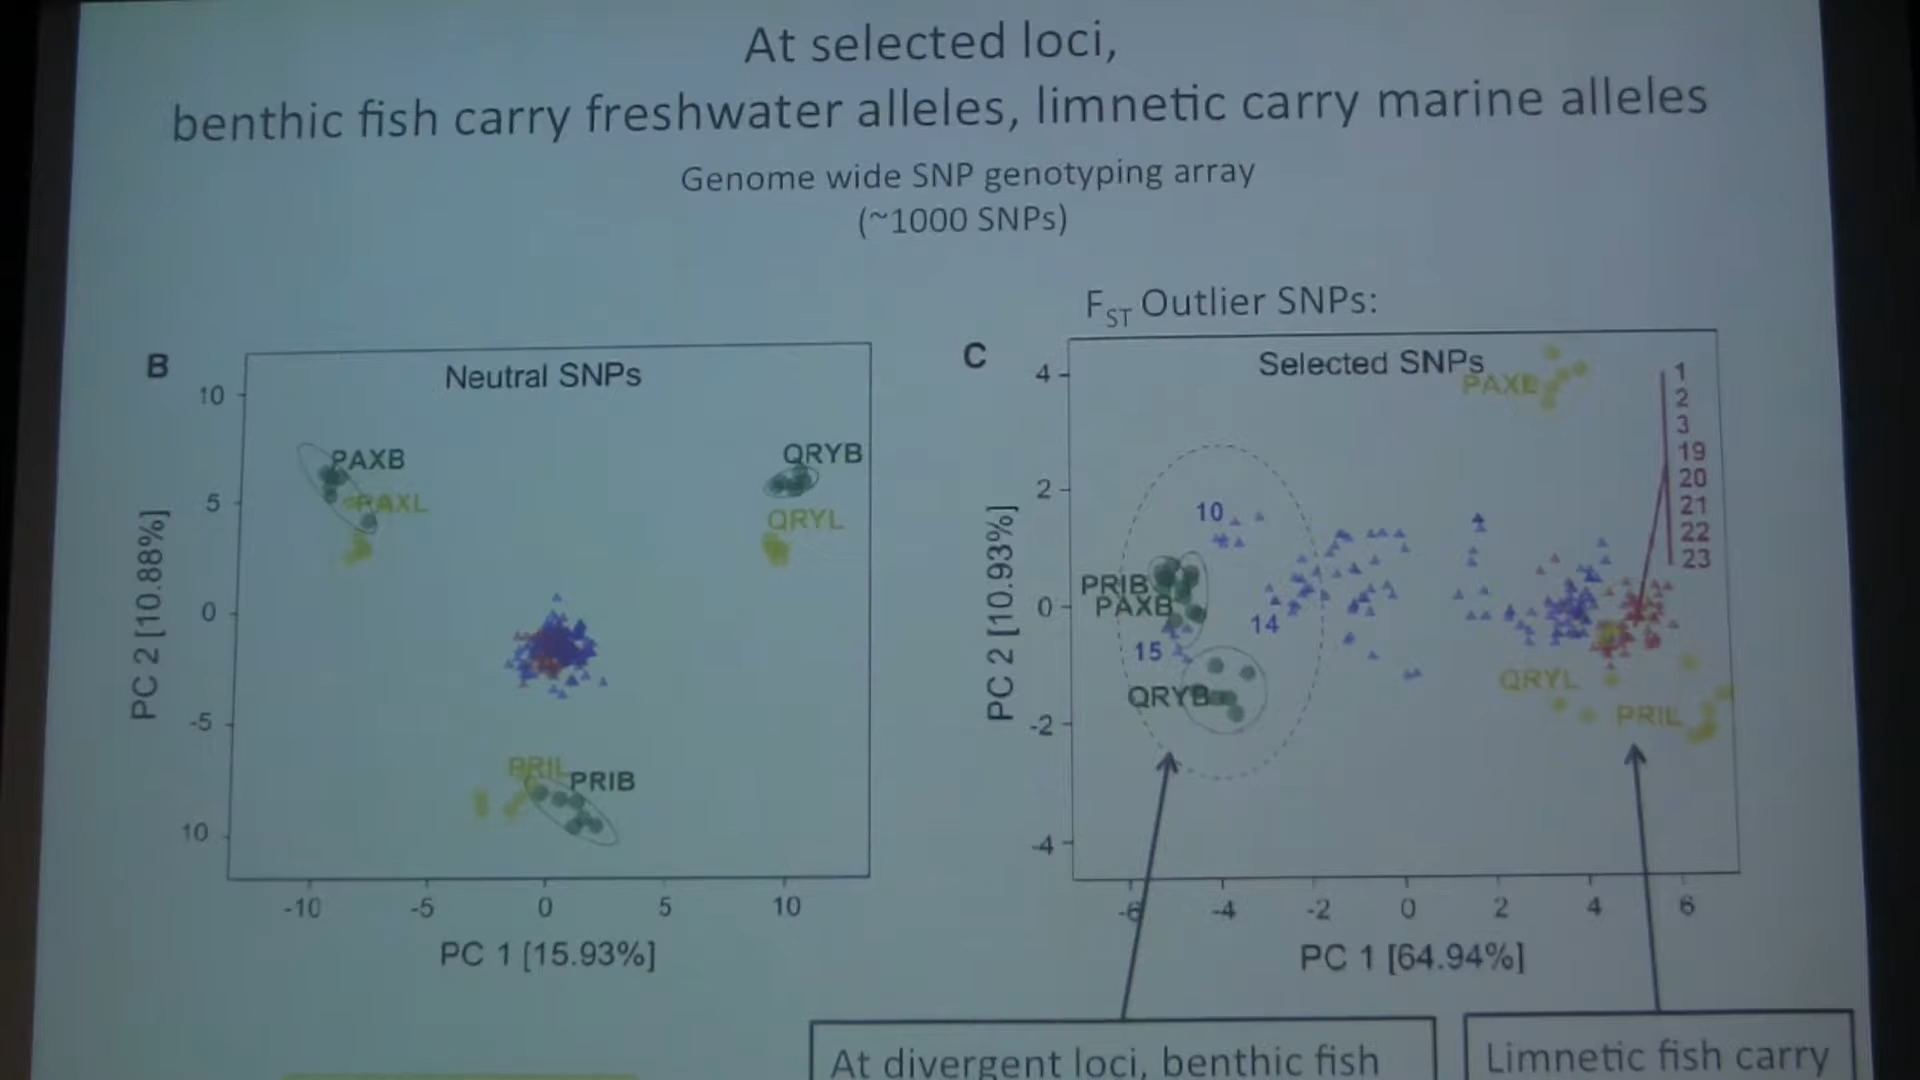 At selected loci,
benthic fish carry freshwater alleles, limnetic carry marine alleles
Genome wide SNP genotyping array
(~1000 SNPs)
B
Neutral SNPs
10
5
0
-5
10
PC 2 [10.88%]
PAXB
PAXL
QRYB
QRYL
PRIL
PRIB
-10 -5 0 5 10
PC 1 [15.93%]
FST Outlier SNPs:
C
Selected SNPs
4
2
0
-2
-4
PC 2 [10.93%]
PAXL
1
2
3
19
20
21
22
23
10
PRIB
PAXB
14
15
QRYB
QRYL
PRIL
-6 -4 -2 0 2 4 6
PC 1 [64.94%]
At divergent loci, benthic fish
Limnetic fish carry